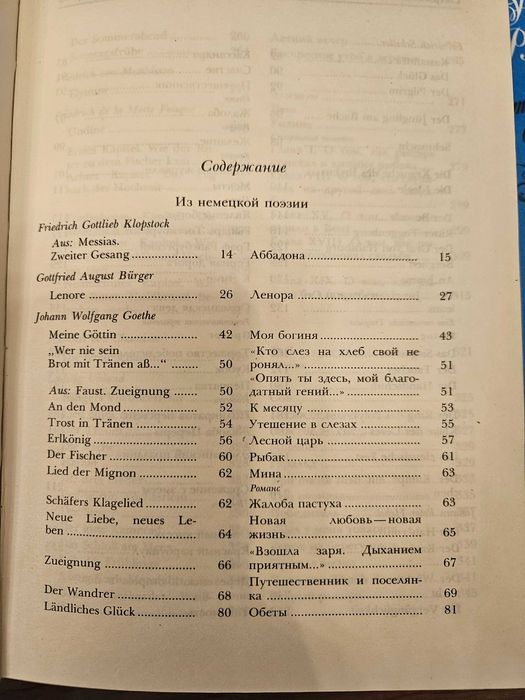 Содержание
Из немецкой поэзии
Friedrich Gottlieb Klopstock
Aus: Messias.
Zweiter Gesang 14 Аббадона 15
Gottfried August Bürger
Lenore 26 Ленора 27
Johann Wolfgang Goethe
Meine Göttin 42 Моя богиня 43
„Wer nie sein «Кто слез на хлеб свой не
Brot mit Tränen aß...“ 50 ронял...» 51
«Опять ты здесь, мой благо-
Aus: Faust. Zueignung 50 датный гений...» 51
An den Mond 52 К месяцу 53
Trost in Tränen 54 Утешение в слезах 55
Erlkönig 56 Лесной царь 57
Der Fischer 60 Рыбак 61
Lied der Mignon 62 Мина 63
Романс
Schäfers Klagelied 62 Жалоба пастуха 63
Neue Liebe, neues Le- Новая любовь—новая
ben 64 жизнь 65
«Взошла заря. Дыханием
Zueignung 66 приятным...» 67
Путешественник и поселян-
Der Wandrer 68 ка 69
Ländliches Glück 80 Обеты 81